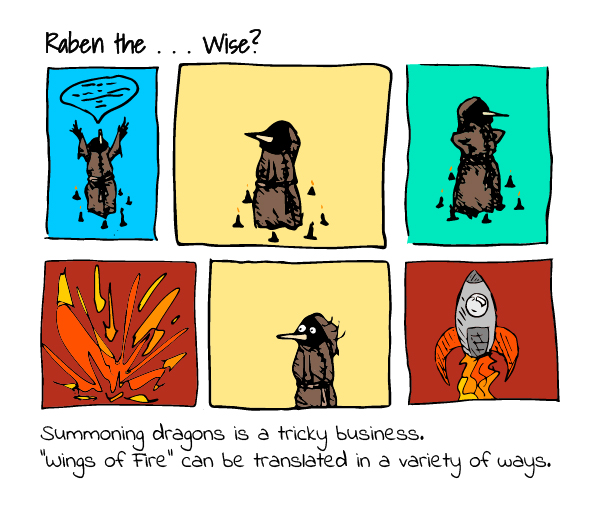 Raben the . . . Wise?
Summoning dragons is a tricky business.
"Wings of Fire" can be translated in a variety of ways.